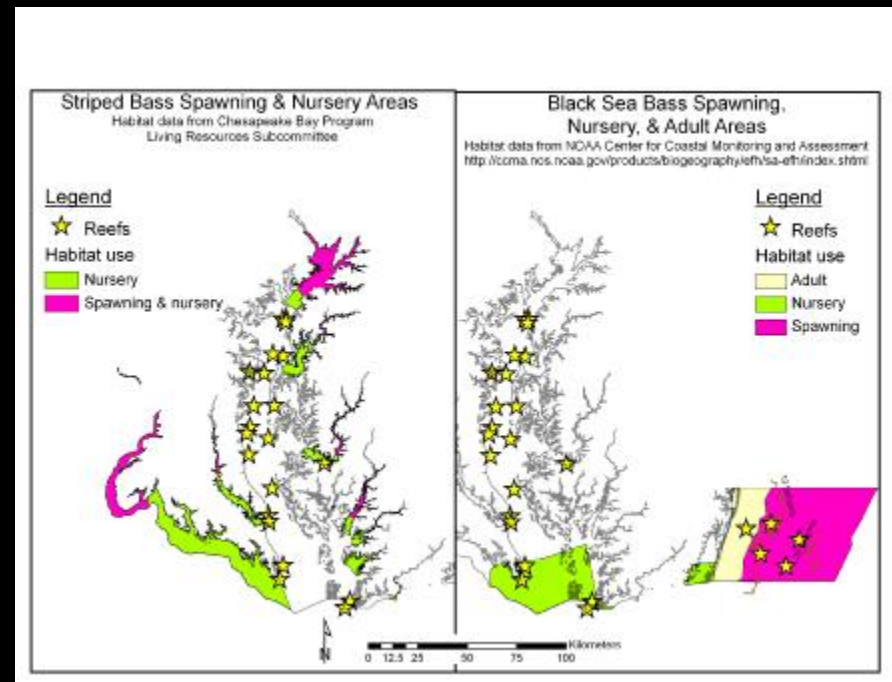 Striped Bass Spawning & Nursery Areas
Habitat data from Chesapeake Bay Program
Living Resources Subcommittee
Legend
Reefs
Habitat use
Nursery
Spawning & nursery
Black Sea Bass Spawning,
Nursery, & Adult Areas
Habitat data from NOAA Center for Coastal Monitoring and Assessment
http://ccma.nos.noaa.gov/products/biogeography/efh/sa-efh/index.shtml
Legend
Reefs
Habitat use
Adult
Nursery
Spawning
N
Kilometers
0 12.5 25 50 75 100